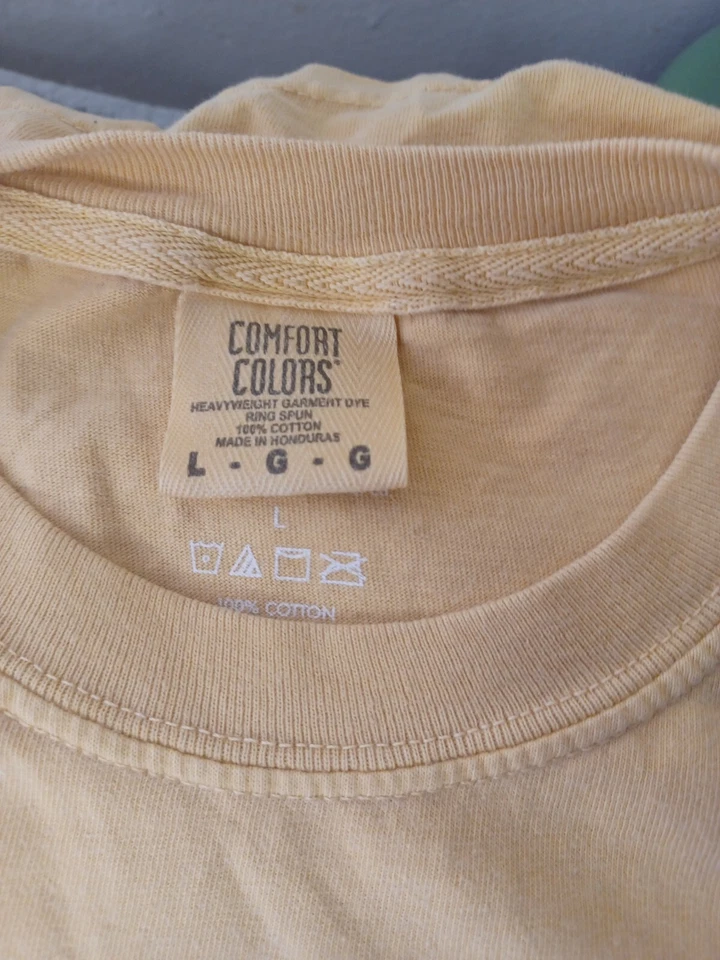 COMFORT
COLORS
HEAVYWEIGHT GARMENT DYE
RING SPUN
100% COTTON
MADE IN HONDURAS
L - G - G
L
100% COTTON